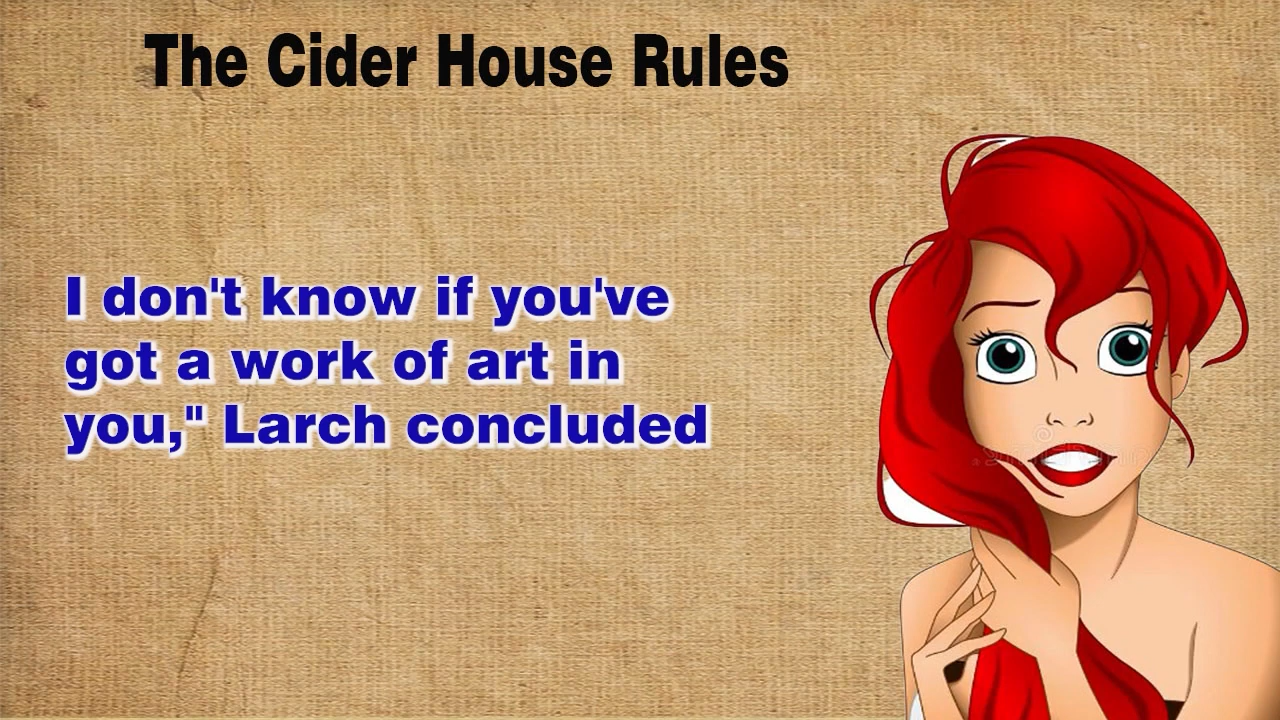 The Cider House Rules
I don't know if you've
got a work of art in
you," Larch concluded